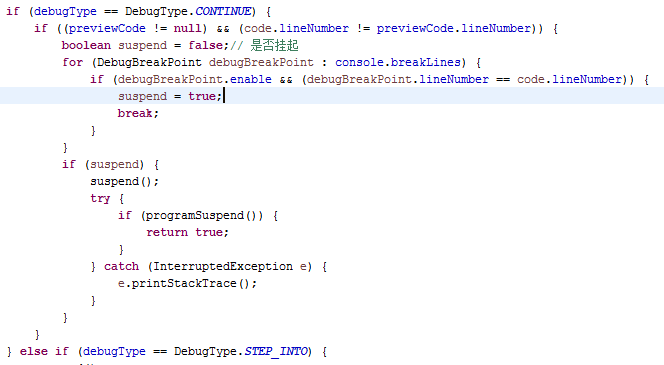 if (debugType == DebugType.CONTINUE) {
if ((previewCode != null) && (code.lineNumber != previewCode.lineNumber)) {
boolean suspend = false;// 是否挂起
for (DebugBreakPoint debugBreakPoint : console.breakLines) {
if (debugBreakPoint.enable && (debugBreakPoint.lineNumber == code.lineNumber)) {
suspend = true;
break;
}
}
if (suspend) {
suspend();
try {
if (programSuspend()) {
return true;
}
} catch (InterruptedException e) {
e.printStackTrace();
}
}
}
} else if (debugType == DebugType.STEP_INTO) {